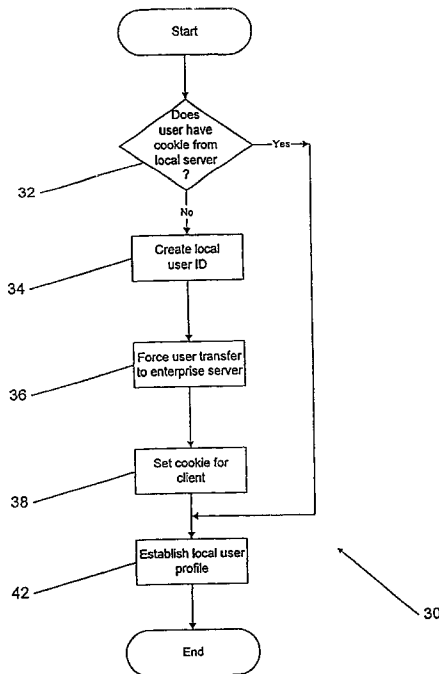 Start
Does
user have
cookie from
local server
?
Yes
32
No
Create local
user ID
34
Force user transfer
to enterprise server
36
Set cookie for
client
38
Establish local user
profile
42
30
End